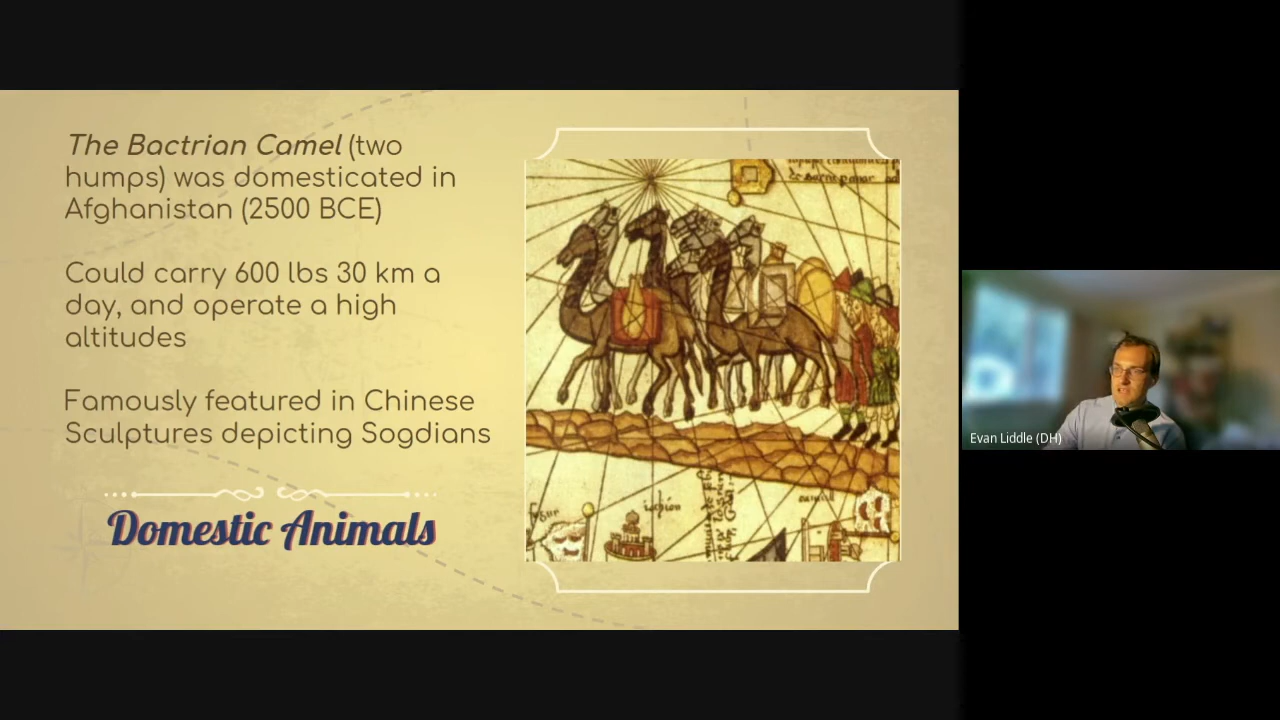 The Bactrian Camel (two
humps) was domesticated in
Afghanistan (2500 BCE)
Could carry 600 lbs 30 km a
day, and operate a high
altitudes
Famously featured in Chinese
Sculptures depicting Sogdians
Domestic Animals
Evan Liddle (DH)